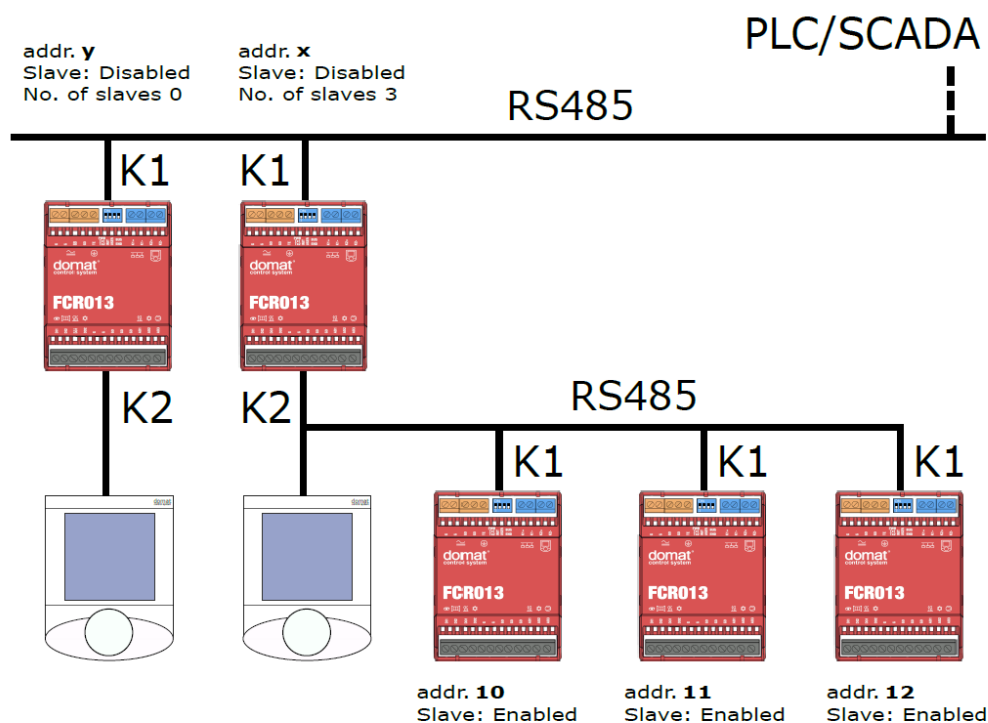 PLC/SCADA
addr. y
Slave: Disabled
No. of slaves 0
addr. x
Slave: Disabled
No. of slaves 3
RS485
K1
K1
domat
control system
FCR013
domat
control system
FCR013
K2
K2
RS485
K1
K1
K1
domat
domat
domat
control system
FCR013
domat
control system
FCR013
domat
control system
FCR013
addr. 10
Slave: Enabled
addr. 11
Slave: Enabled
addr. 12
Slave: Enabled